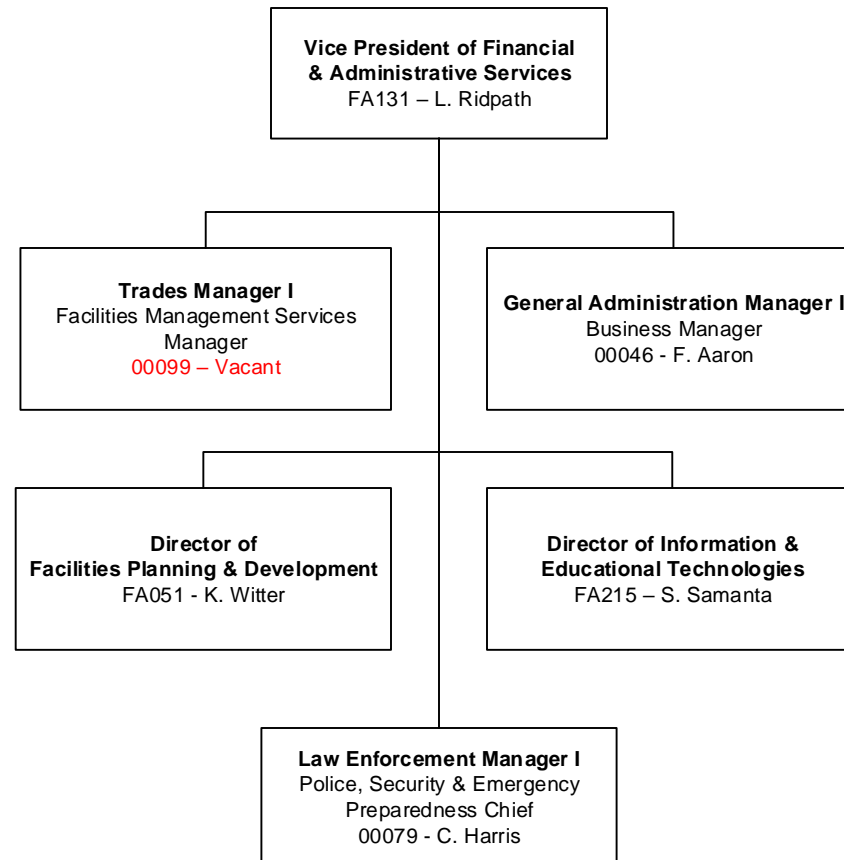 Vice President of Financial
& Administrative Services
FA131 – L. Ridpath
Trades Manager I
Facilities Management Services
Manager
00099 – Vacant
General Administration Manager I
Business Manager
00046 - F. Aaron
Director of
Facilities Planning & Development
FA051 - K. Witter
Director of Information &
Educational Technologies
FA215 – S. Samanta
Law Enforcement Manager I
Police, Security & Emergency
Preparedness Chief
00079 - C. Harris